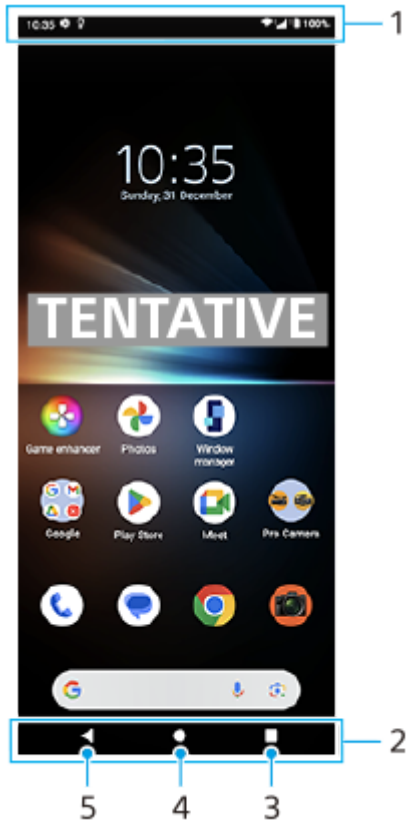 10:35 100%
1
10:35
Sunday, 31 December
TENTATIVE
Game enhancer Photos Window manager
Google Play Store Meet Pro Camera
2
5 4 3